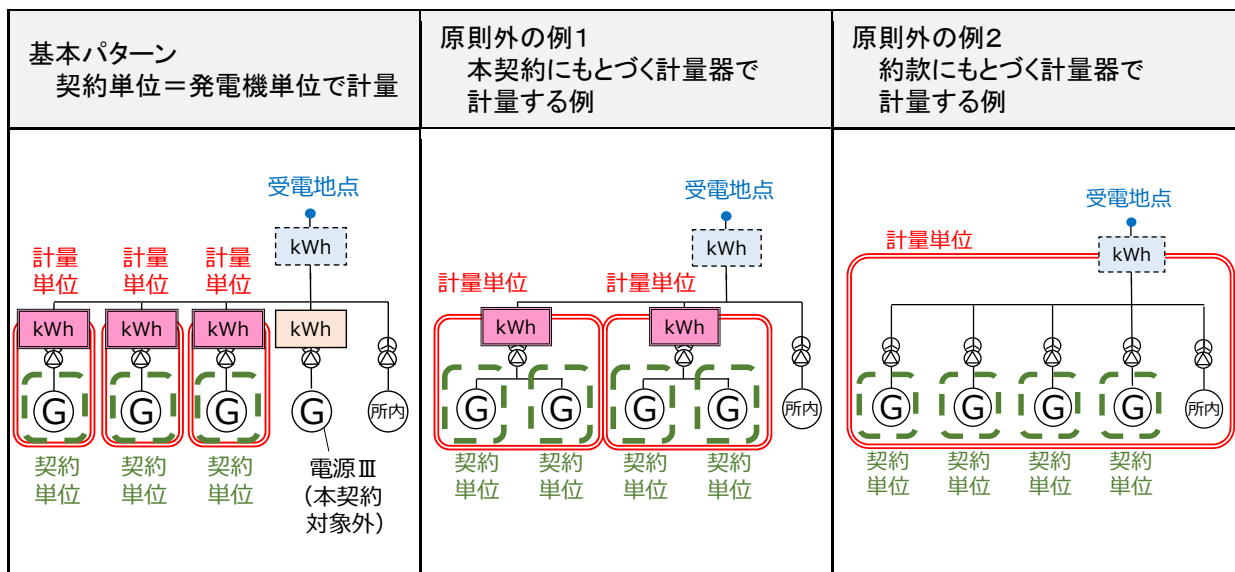 基本パターン
契約単位＝発電機単位で計量
原則外の例１
本契約にもとづく計量器で
計量する例
原則外の例２
約款にもとづく計量器で
計量する例
受電地点
kWh
計量
単位
計量
単位
計量
単位
kWh
kWh
kWh
kWh
G
G
G
G
所内
契約
単位
契約
単位
契約
単位
電源Ⅲ
（本契約
対象外）
受電地点
kWh
計量単位
計量単位
kWh
kWh
G
G
G
G
所内
契約
単位
契約
単位
契約
単位
契約
単位
受電地点
計量単位
kWh
G
G
G
G
所内
契約
単位
契約
単位
契約
単位
契約
単位